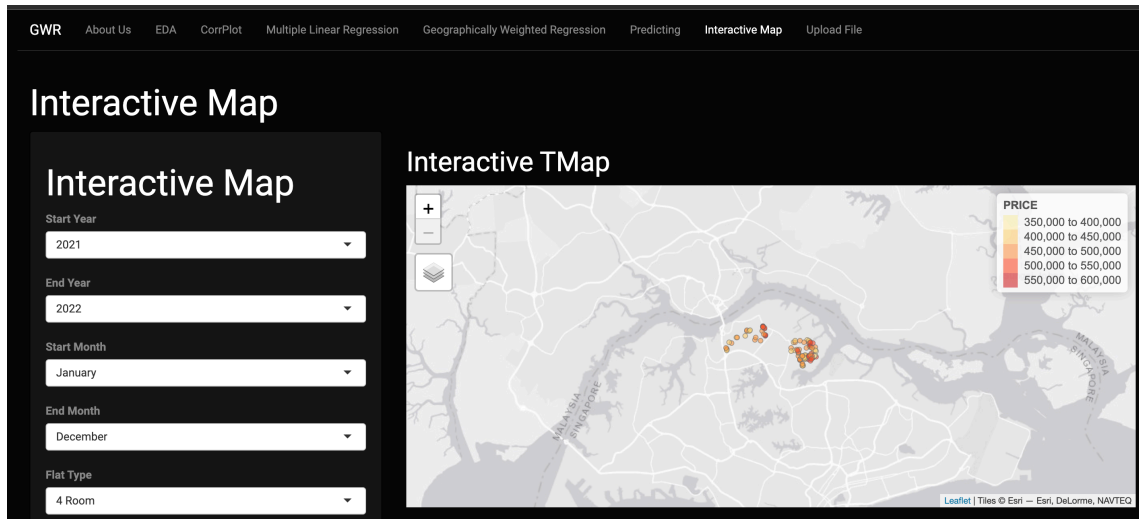 GWR About Us EDA CorrPlot Multiple Linear Regression Geographically Weighted Regression Predicting Interactive Map Upload File
Interactive Map
Interactive Map
Start Year
2021
End Year
2022
Start Month
January
End Month
December
Flat Type
4 Room
Interactive TMap
+
−
PRICE
350,000 to 400,000
400,000 to 450,000
450,000 to 500,000
500,000 to 550,000
550,000 to 600,000
MALAYSIA
SINGAPORE
MALAYSIA
SINGAPORE
Leaflet | Tiles © Esri — Esri, DeLorme, NAVTEQ